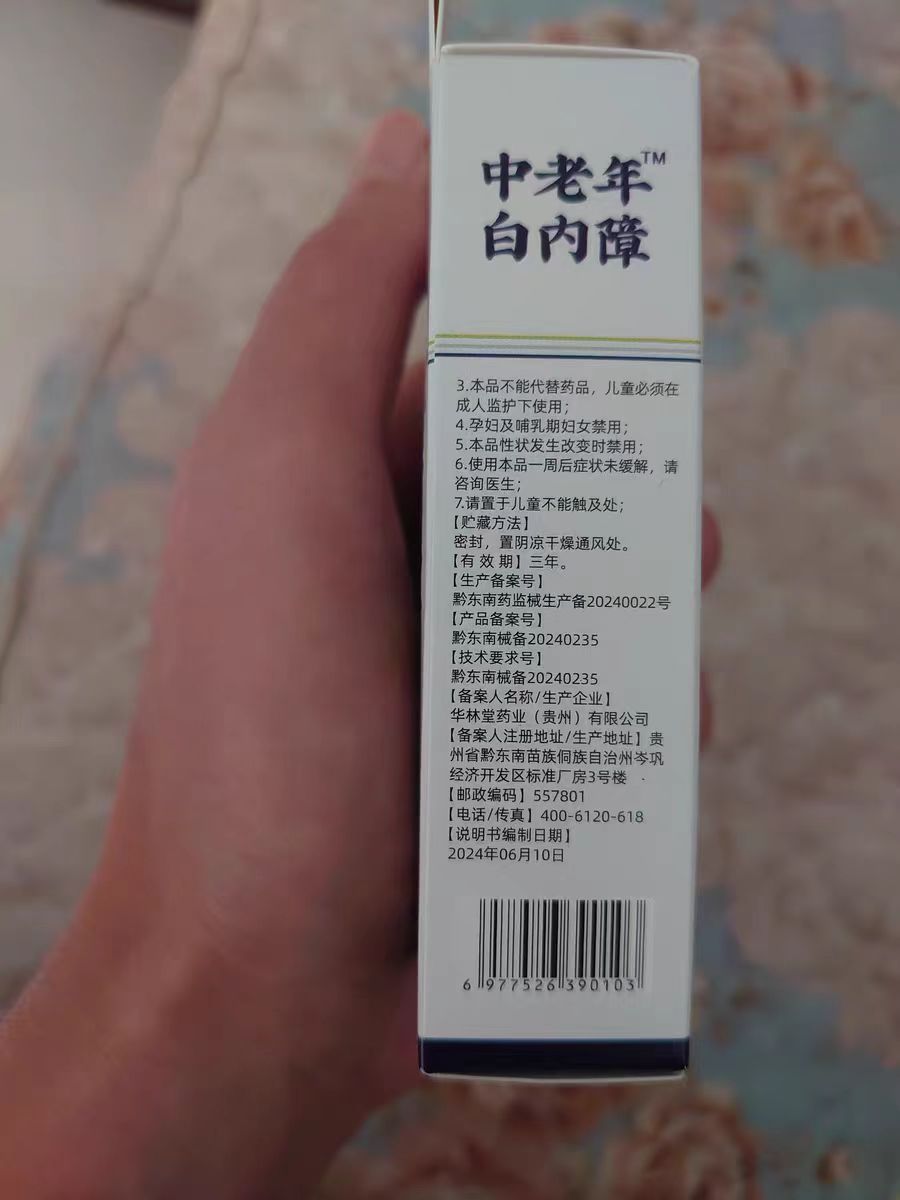 中老年™
白内障
3.本品不能代替药品，儿童必须在
成人监护下使用；
4.孕妇及哺乳期妇女禁用；
5.本品性状发生改变时禁用；
6.使用本品一周后症状未缓解，请
咨询医生；
7.请置于儿童不能触及处；
【贮藏方法】
密封，置阴凉干燥通风处。
【有 效 期】三年。
【生产备案号】
黔东南药监械生产备20240022号
【产品备案号】
黔东南械备20240235
【技术要求号】
黔东南械备20240235
【备案人名称/生产企业】
华林堂药业（贵州）有限公司
【备案人注册地址/生产地址】贵
州省黔东南苗族侗族自治州岑巩
经济开发区标准厂房3号楼
【邮政编码】557801
【电话/传真】400-6120-618
【说明书编制日期】
2024年06月10日
6 977526 390103